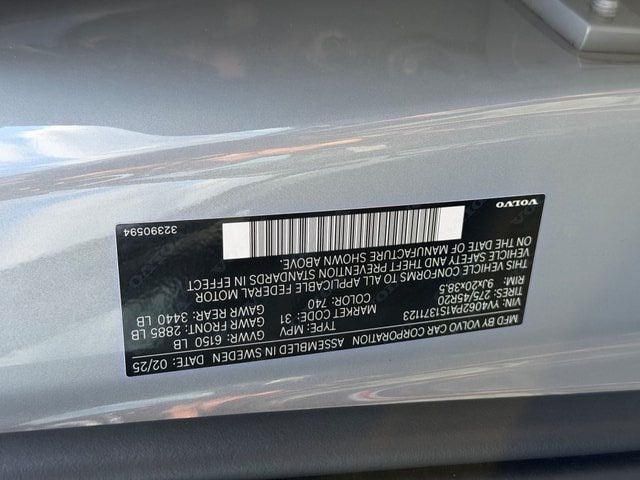 MFD BY VOLVO CAR CORPORATION ASSEMBLED IN SWEDEN 02/25
VIN: YV4062PA1S1371123 TYPE: MPV GVWR: 6150 LB
TIRES: 275/45R20 MARKET CODE: 31 GAWR FRONT: 2885 LB
RIM: 9Jx20x38.5 COLOR: 740 GAWR REAR: 3440 LB
THIS VEHICLE CONFORMS TO ALL APPLICABLE FEDERAL MOTOR
VEHICLE SAFETY AND THEFT PREVENTION STANDARDS IN EFFECT
ON THE DATE OF MANUFACTURE SHOWN ABOVE.
VOLVO 32390594